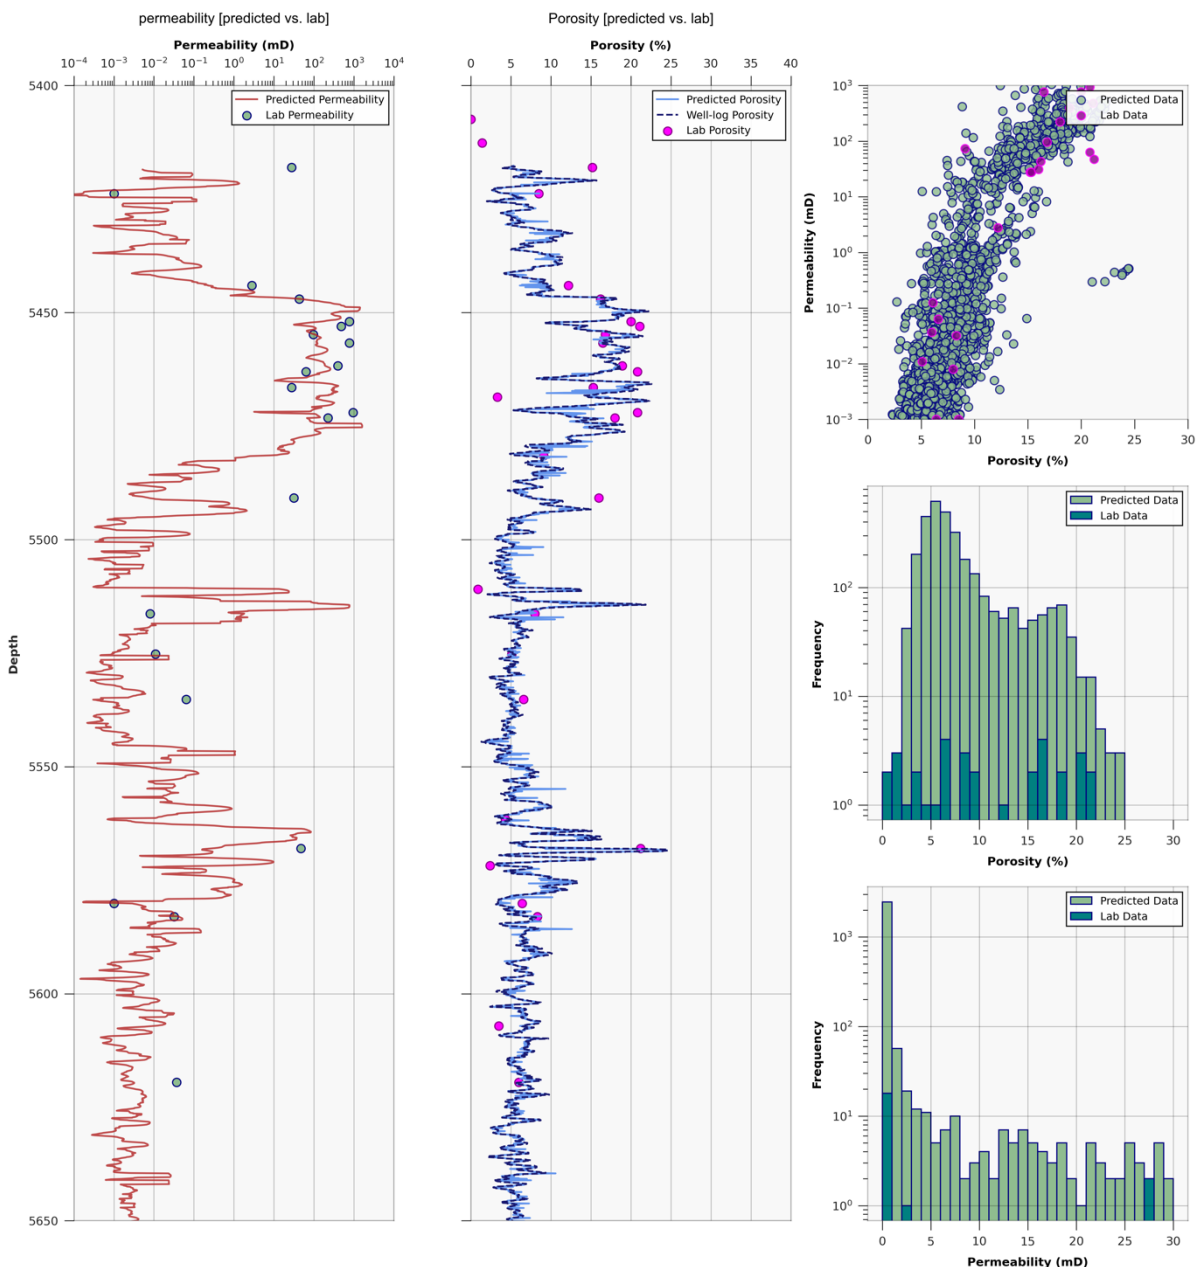 permeability [predicted vs. lab]
Permeability (mD)
10⁻⁴ 10⁻³ 10⁻² 10⁻¹ 10⁰ 10¹ 10² 10³ 10⁴
Predicted Permeability
Lab Permeability
Depth
5400
5450
5500
5550
5600
5650
Porosity [predicted vs. lab]
Porosity (%)
0 5 10 15 20 25 30 35 40
Predicted Porosity
Well-log Porosity
Lab Porosity
Predicted Data
Lab Data
Permeability (mD)
10³
10²
10¹
10⁰
10⁻¹
10⁻²
10⁻³
0 5 10 15 20 25 30
Porosity (%)
Predicted Data
Lab Data
Frequency
10²
10¹
10⁰
0 5 10 15 20 25 30
Porosity (%)
Predicted Data
Lab Data
Frequency
10³
10²
10¹
10⁰
0 5 10 15 20 25 30
Permeability (mD)